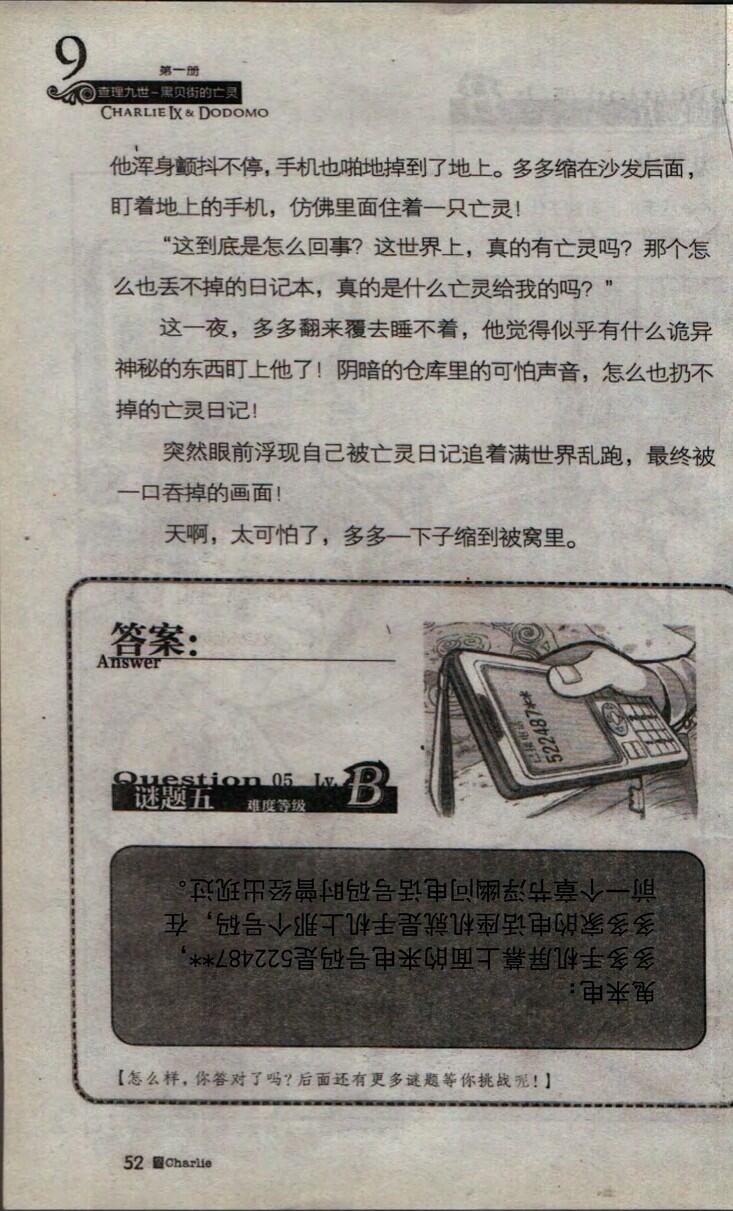 9
第一册
查理九世-黑贝街的亡灵
CHARLIE IX & DODOMO
他浑身颤抖不停，手机也啪地掉到了地上。多多缩在沙发后面，
盯着地上的手机，仿佛里面住着一只亡灵！
“这到底是怎么回事？这世界上，真的有亡灵吗？那个怎
么也丢不掉的日记本，真的是什么亡灵给我的吗？”
这一夜，多多翻来覆去睡不着，他觉得似乎有什么诡异
神秘的东西盯上他了！阴暗的仓库里的可怕声音，怎么也扔不
掉的亡灵日记！
突然眼前浮现自己被亡灵日记追着满世界乱跑，最终被
一口吞掉的画面！
天啊，太可怕了，多多一下子缩到被窝里。
答案：
Answer
522487**
Question 05 Lv. B
谜题五 难度等级
鬼来电：
多多手机屏幕上面的来电号码是522487**，
多多家的电话座机就是手机上那个号码，在
前一个章节浮幽问电话号码时曾经出现过。
【怎么样，你答对了吗？后面还有更多谜题等你挑战呢！】
52 Charlie